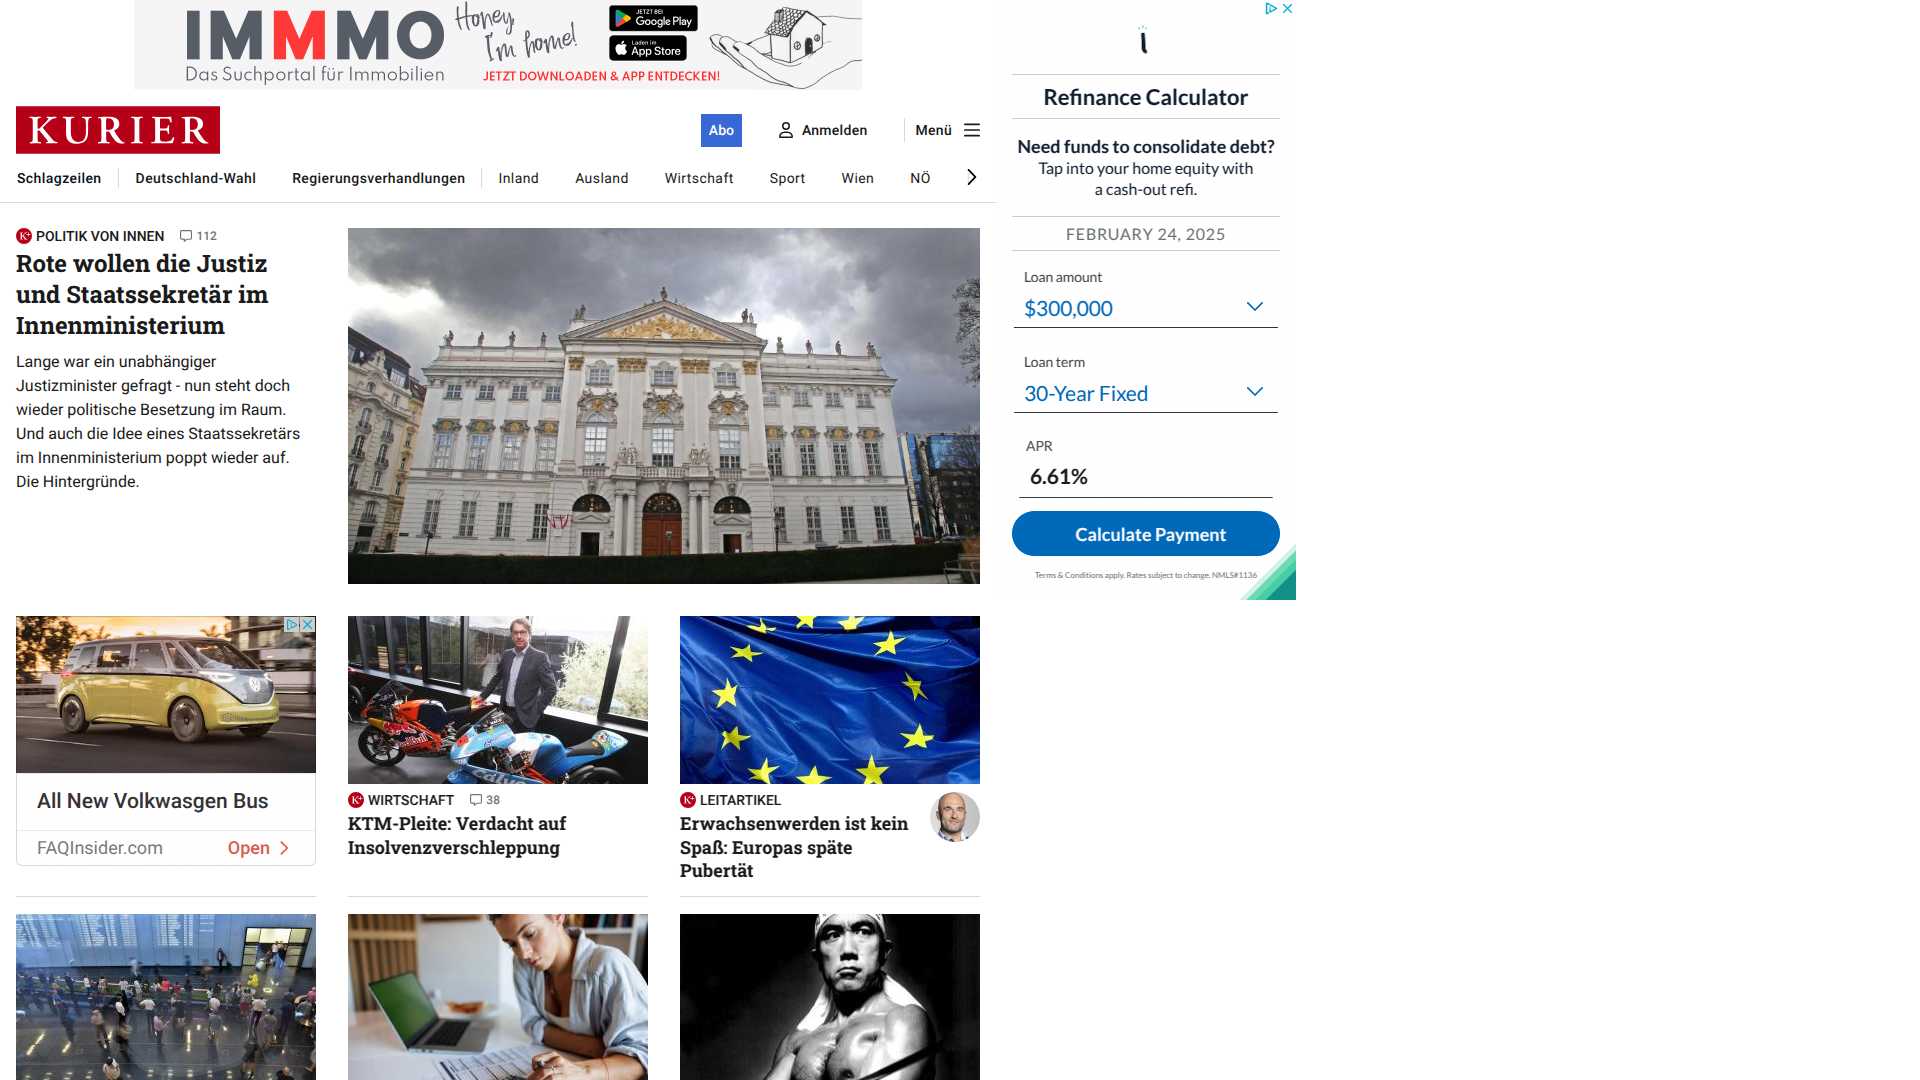 IMMMO
Das Suchportal für Immobilien
Honey, I'm home!
JETZT BEI
Google Play
Laden im
App Store
JETZT DOWNLOADEN & APP ENTDECKEN!
KURIER
Abo
Anmelden
Menü
Schlagzeilen
Deutschland-Wahl
Regierungsverhandlungen
Inland
Ausland
Wirtschaft
Sport
Wien
NÖ
POLITIK VON INNEN 112
Rote wollen die Justiz
und Staatssekretär im
Innenministerium
Lange war ein unabhängiger
Justizminister gefragt - nun steht doch
wieder politische Besetzung im Raum.
Und auch die Idee eines Staatssekretärs
im Innenministerium poppt wieder auf.
Die Hintergründe.
Refinance Calculator
Need funds to consolidate debt?
Tap into your home equity with
a cash-out refi.
FEBRUARY 24, 2025
Loan amount
$300,000
Loan term
30-Year Fixed
APR
6.61%
Calculate Payment
Terms & Conditions apply. Rates subject to change. NMLS#1136
All New Volkwasgen Bus
FAQInsider.com
Open
WIRTSCHAFT 38
KTM-Pleite: Verdacht auf
Insolvenzverschleppung
LEITARTIKEL
Erwachsenwerden ist kein
Spaß: Europas späte
Pubertät